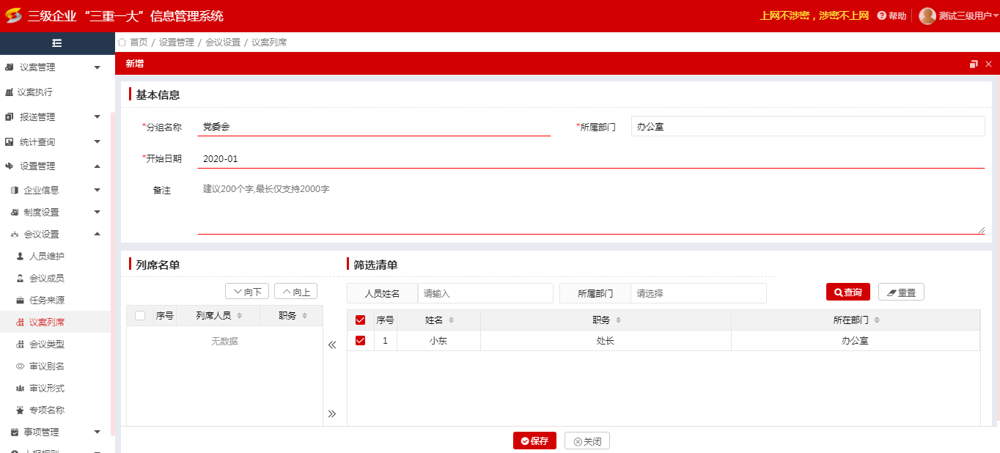 三级企业“三重一大”信息管理系统
上网不涉密，涉密不上网
帮助
测试三级用户
首页 / 设置管理 / 会议设置 / 议案列席
新增
议案管理
议案执行
报送管理
统计查询
设置管理
企业信息
制度设置
会议设置
人员维护
会议成员
任务来源
议案列席
会议类型
审议别名
审议形式
专项名称
事项管理
基本信息
*分组名称 党委会
*所属部门 办公室
*开始日期 2020-01
备注 建议200个字,最长仅支持2000字
列席名单
向下 向上
序号 列席人员 职务
无数据
筛选清单
人员姓名 请输入 所属部门 请选择 查询 重置
序号 姓名 职务 所在部门
1 小东 处长 办公室
保存 关闭